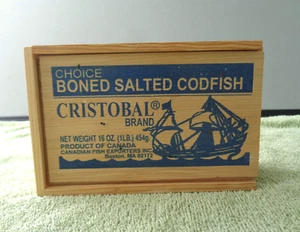 CHOICE
BONED SALTED CODFISH
CRISTOBAL®
BRAND
NET WEIGHT 16 OZ. (1LB.) 454g.
PRODUCT OF CANADA
CANADIAN FISH EXPORTERS INC.
Boston, MA 02172